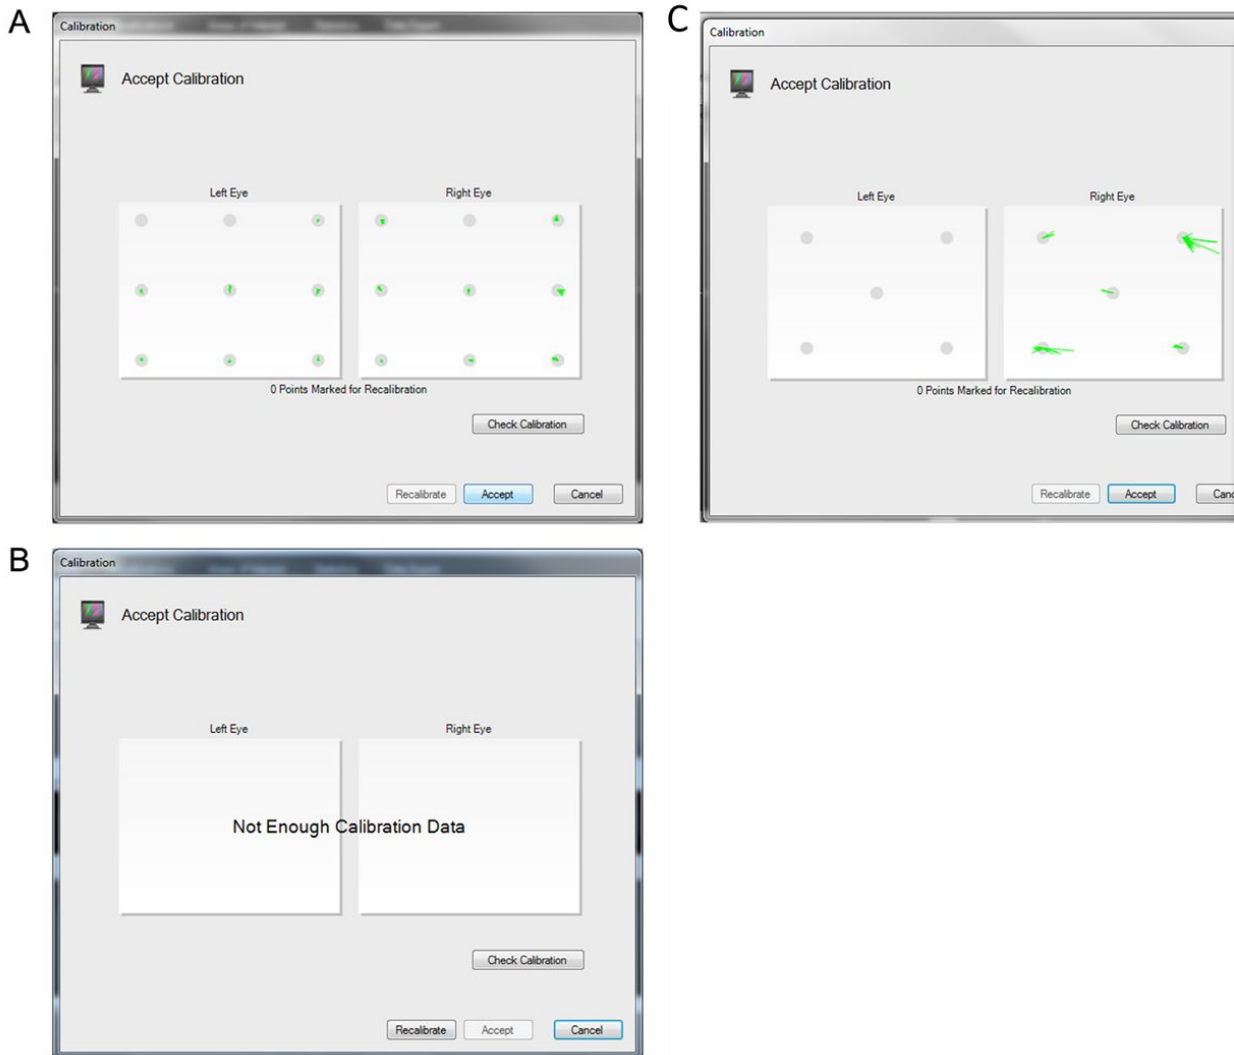 A
Calibration
Accept Calibration
Left Eye
Right Eye
0 Points Marked for Recalibration
Check Calibration
Recalibrate
Accept
Cancel
B
Calibration
Accept Calibration
Left Eye
Right Eye
Not Enough Calibration Data
Check Calibration
Recalibrate
Accept
Cancel
C
Calibration
Accept Calibration
Left Eye
Right Eye
0 Points Marked for Recalibration
Check Calibration
Recalibrate
Accept
Canc